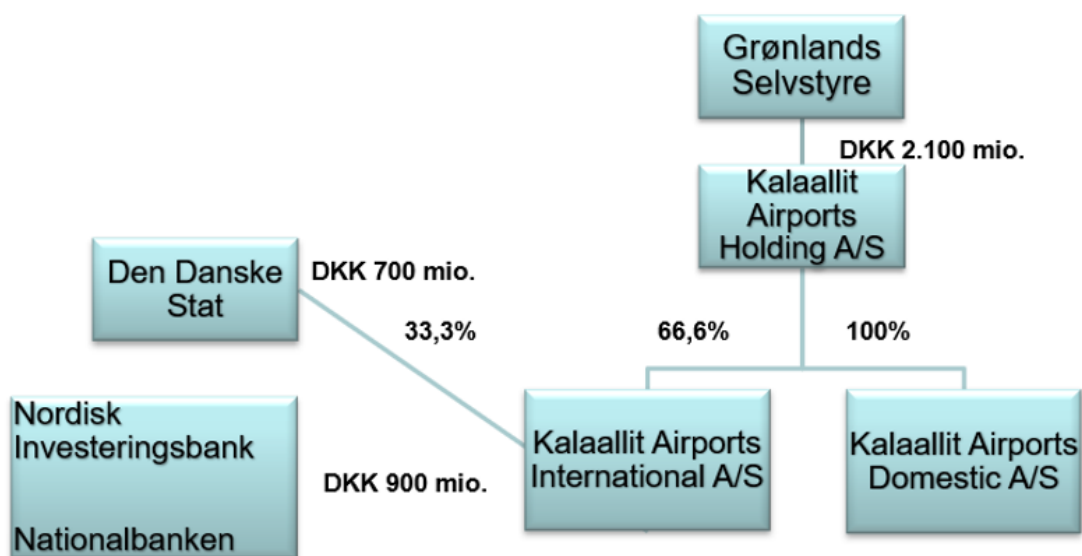 Grønlands
Selvstyre
DKK 2.100 mio.
Kalaallit
Airports
Holding A/S
Den Danske
Stat
DKK 700 mio.
33,3%
66,6%
100%
Nordisk
Investeringsbank
Nationalbanken
DKK 900 mio.
Kalaallit Airports
International A/S
Kalaallit Airports
Domestic A/S